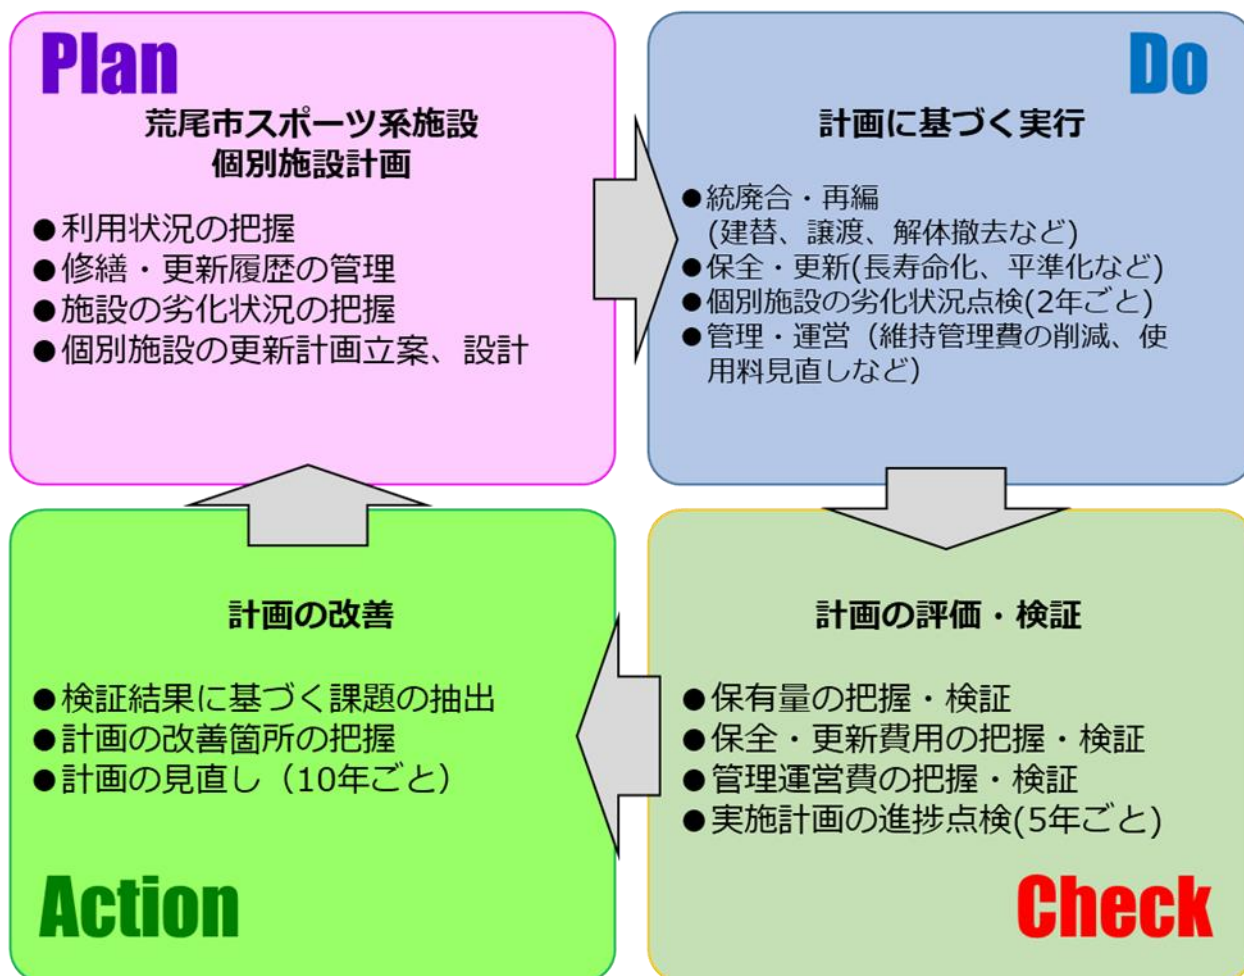 Plan
荒尾市スポーツ系施設
個別施設計画
●利用状況の把握
●修繕・更新履歴の管理
●施設の劣化状況の把握
●個別施設の更新計画立案、設計
Do
計画に基づく実行
●統廃合・再編
(建替、譲渡、解体撤去など)
●保全・更新(長寿命化、平準化など)
●個別施設の劣化状況点検(2年ごと)
●管理・運営（維持管理費の削減、使
用料見直しなど）
計画の評価・検証
●保有量の把握・検証
●保全・更新費用の把握・検証
●管理運営費の把握・検証
●実施計画の進捗点検(5年ごと)
Check
計画の改善
●検証結果に基づく課題の抽出
●計画の改善箇所の把握
●計画の見直し（10年ごと）
Action